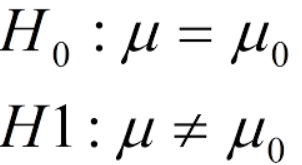 H₀ : μ = μ₀
H1 : μ ≠ μ₀